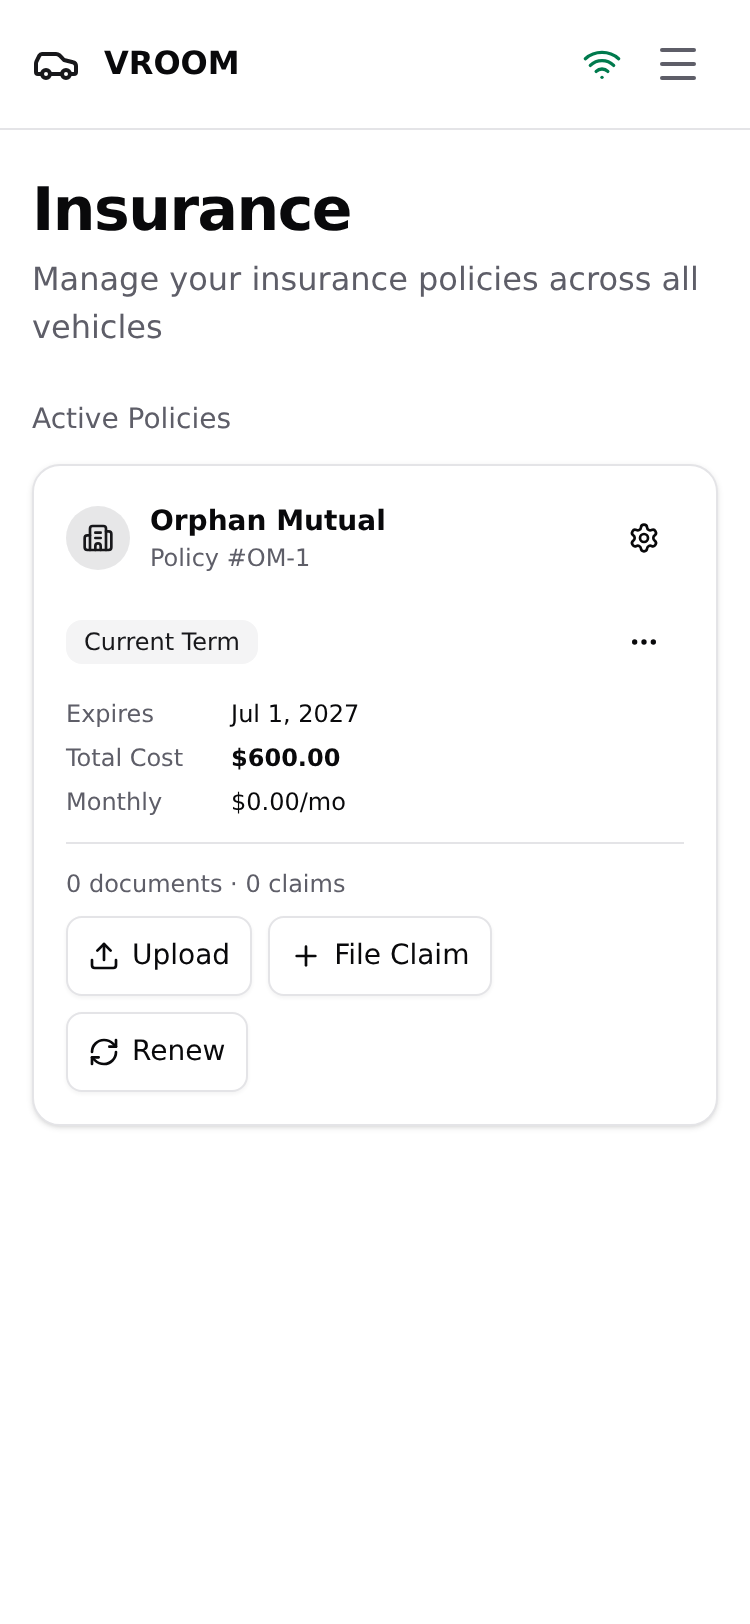 VROOM
Insurance
Manage your insurance policies across all
vehicles
Active Policies
Orphan Mutual
Policy #OM-1
Current Term
Expires Jul 1, 2027
Total Cost $600.00
Monthly $0.00/mo
0 documents · 0 claims
Upload File Claim
Renew